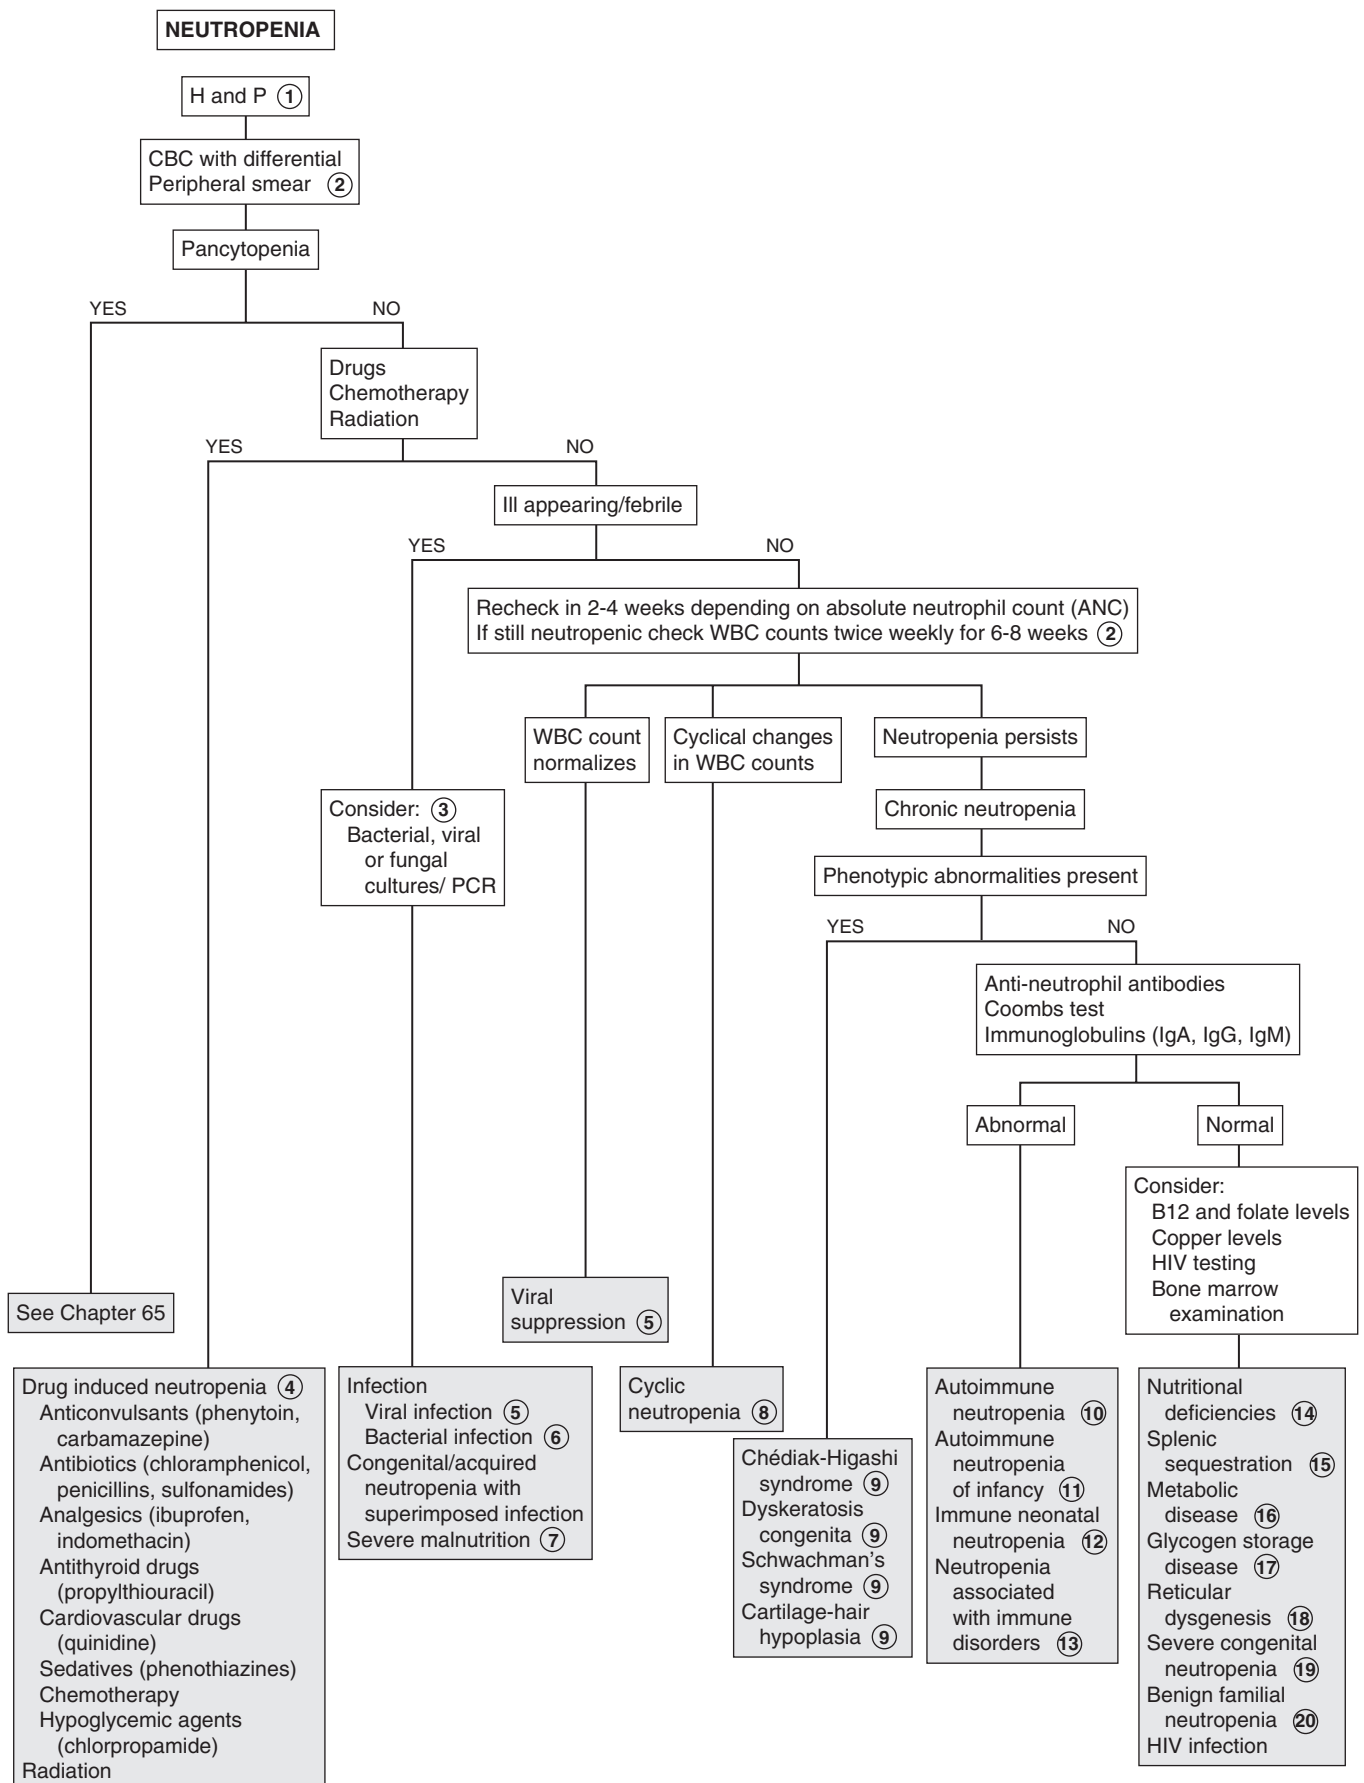 NEUTROPENIA
H and P ①
CBC with differential
Peripheral smear ②
Pancytopenia
YES
NO
Drugs
Chemotherapy
Radiation
YES
NO
Ill appearing/febrile
YES
NO
Recheck in 2-4 weeks depending on absolute neutrophil count (ANC)
If still neutropenic check WBC counts twice weekly for 6-8 weeks ②
WBC count
normalizes
Cyclical changes
in WBC counts
Neutropenia persists
Consider: ③
Bacterial, viral
or fungal
cultures/ PCR
Chronic neutropenia
Phenotypic abnormalities present
YES
NO
Anti-neutrophil antibodies
Coombs test
Immunoglobulins (IgA, IgG, IgM)
Abnormal
Normal
Consider:
B12 and folate levels
Copper levels
HIV testing
Bone marrow
examination
See Chapter 65
Viral
suppression ⑤
Drug induced neutropenia ④
Anticonvulsants (phenytoin,
carbamazepine)
Antibiotics (chloramphenicol,
penicillins, sulfonamides)
Analgesics (ibuprofen,
indomethacin)
Antithyroid drugs
(propylthiouracil)
Cardiovascular drugs
(quinidine)
Sedatives (phenothiazines)
Chemotherapy
Hypoglycemic agents
(chlorpropamide)
Radiation
Infection
Viral infection ⑤
Bacterial infection ⑥
Congenital/acquired
neutropenia with
superimposed infection
Severe malnutrition ⑦
Cyclic
neutropenia ⑧
Chédiak-Higashi
syndrome ⑨
Dyskeratosis
congenita ⑨
Schwachman's
syndrome ⑨
Cartilage-hair
hypoplasia ⑨
Autoimmune
neutropenia ⑩
Autoimmune
neutropenia
of infancy ⑪
Immune neonatal
neutropenia ⑫
Neutropenia
associated
with immune
disorders ⑬
Nutritional
deficiencies ⑭
Splenic
sequestration ⑮
Metabolic
disease ⑯
Glycogen storage
disease ⑰
Reticular
dysgenesis ⑱
Severe congenital
neutropenia ⑲
Benign familial
neutropenia ⑳
HIV infection